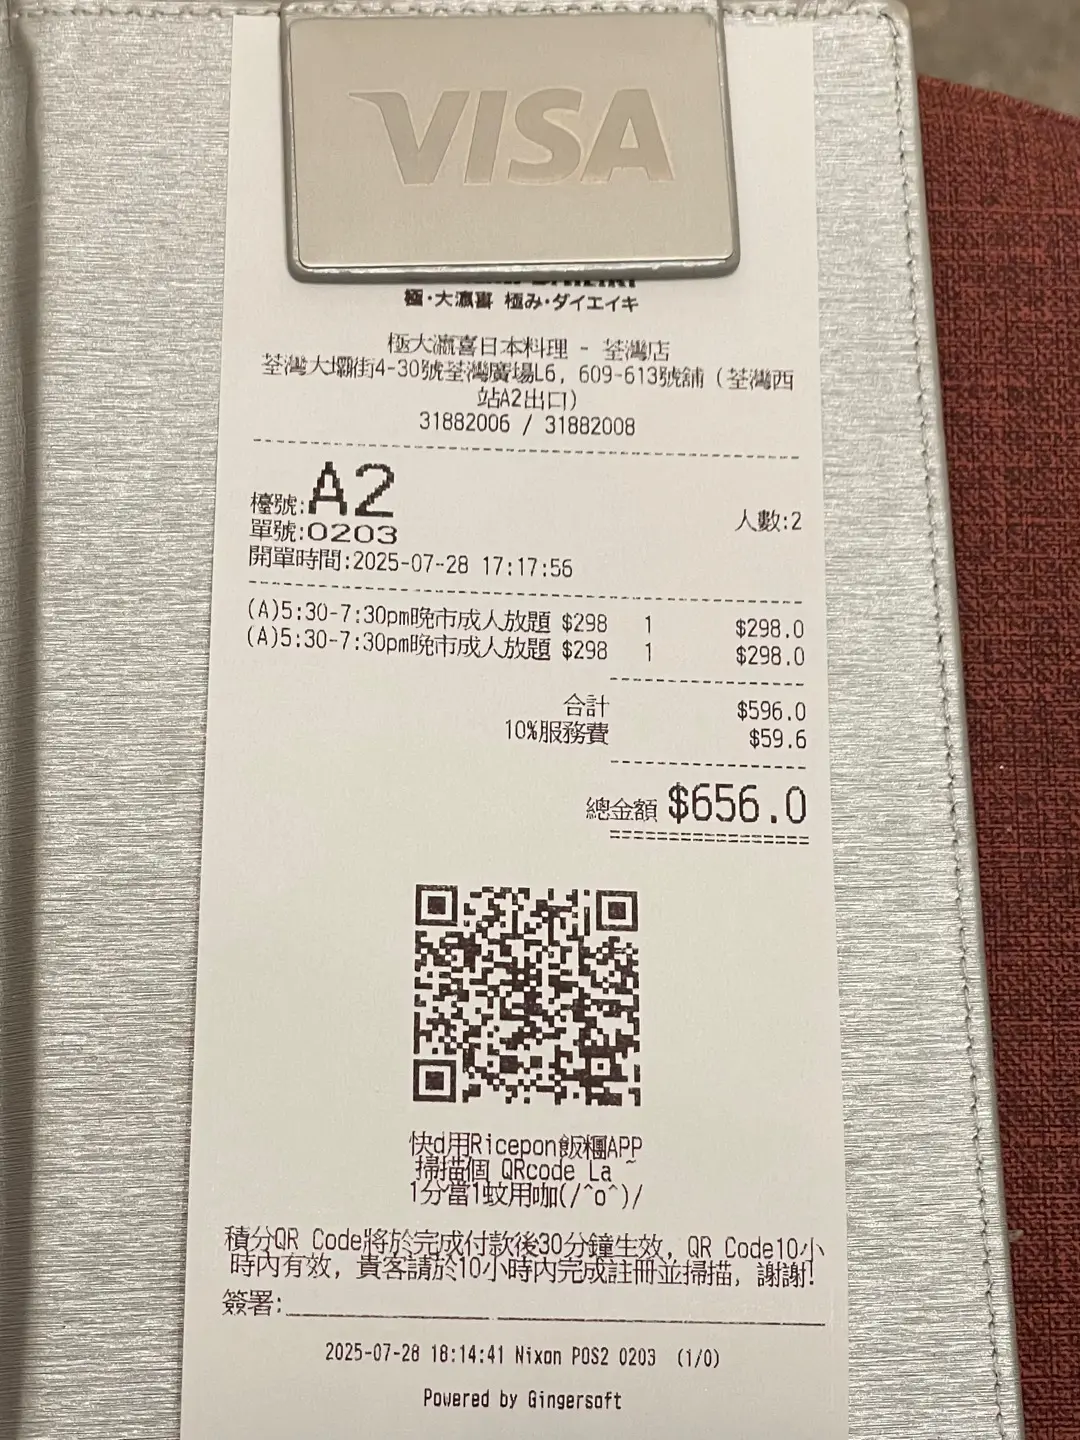 VISA
極・大瀛喜 極み・ダイエイキ
極大瀛喜日本料理 - 荃灣店
荃灣大壩街4-30號荃灣廣場L6, 609-613號舖 (荃灣西
站A2出口)
31882006 / 31882008
檯號:A2
人數:2
單號:0203
開單時間:2025-07-28 17:17:56
(A)5:30-7:30pm晚市成人放題 $298 1 $298.0
(A)5:30-7:30pm晚市成人放題 $298 1 $298.0
合計 $596.0
10%服務費 $59.6
總金額 $656.0
快d用Ricepon飯糰APP
掃描個 QRcode La ~
1分當1蚊用咖(/^o^)/
積分QR Code將於完成付款後30分鐘生效, QR Code10小
時內有效, 貴客請於10小時內完成註冊並掃描, 謝謝!
簽署:
2025-07-28 18:14:41 Nixon POS2 0203 (1/0)
Powered by Gingersoft